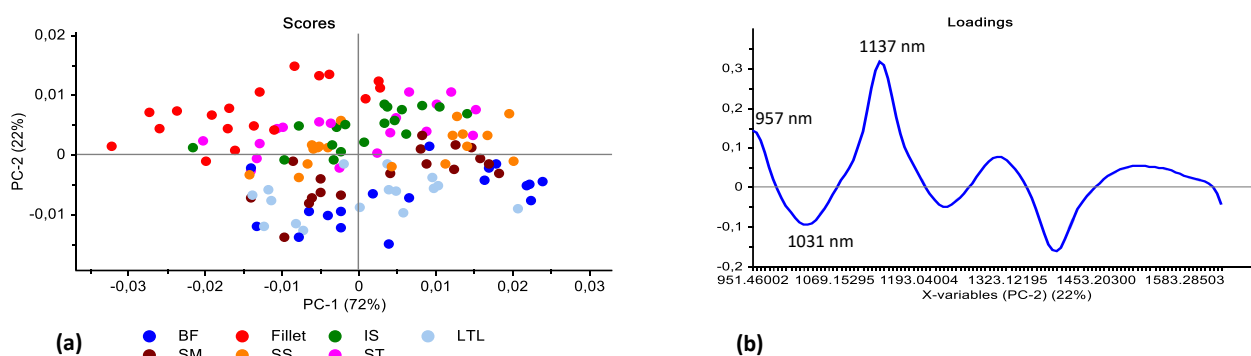 Scores
0,02
0,01
0
-0,01
PC-2 (22%)
-0,03
-0,02
-0,01
0
0,01
0,02
0,03
PC-1 (72%)
(a)
BF
Fillet
IS
LTL
SM
SS
ST
(b)
Loadings
0,3
0,2
0,1
0
-0,1
-0,2
957 nm
1137 nm
1031 nm
951.46002 1069.15295 1193.04004 1323.12195 1453.20300 1583.28503
X-variables (PC-2) (22%)